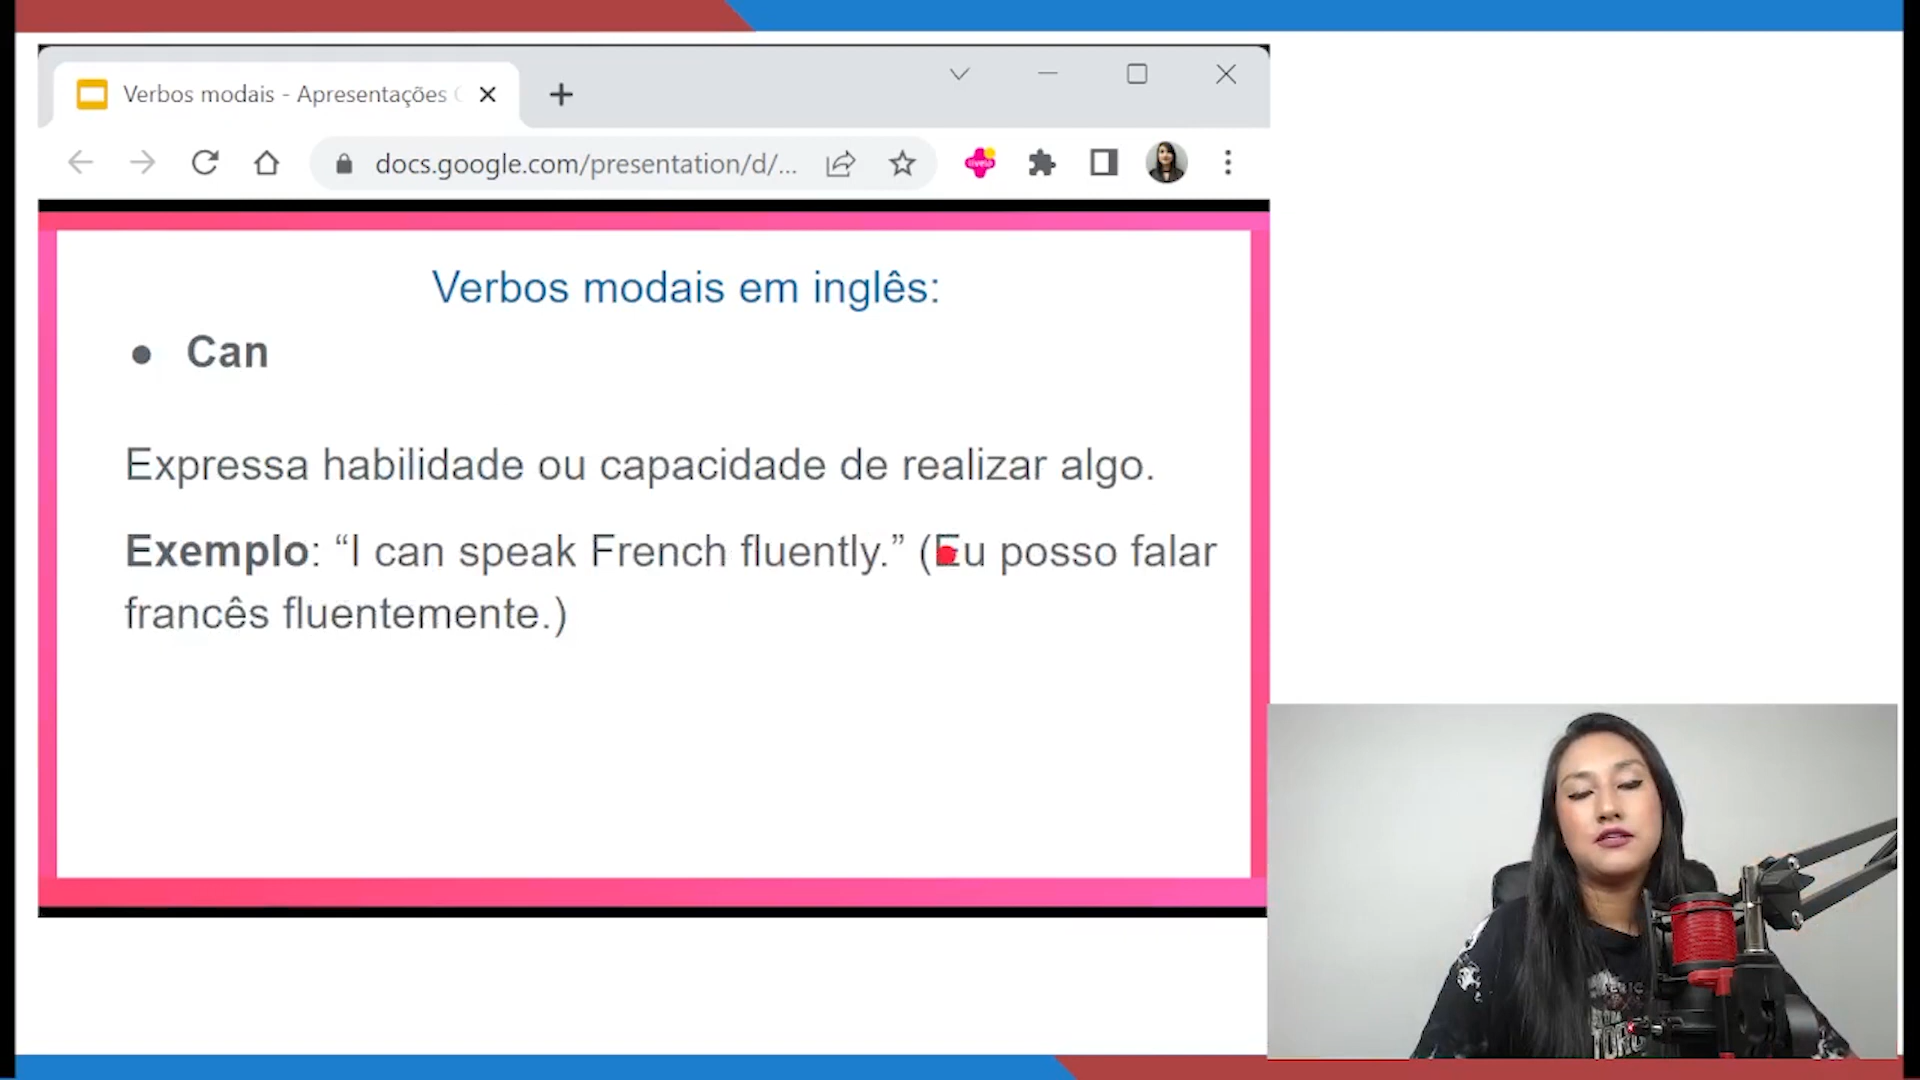 Verbos modais - Apresentações
docs.google.com/presentation/d/...
Verbos modais em inglês:
● Can
Expressa habilidade ou capacidade de realizar algo.
Exemplo: “I can speak French fluently.” (Eu posso falar
francês fluentemente.)